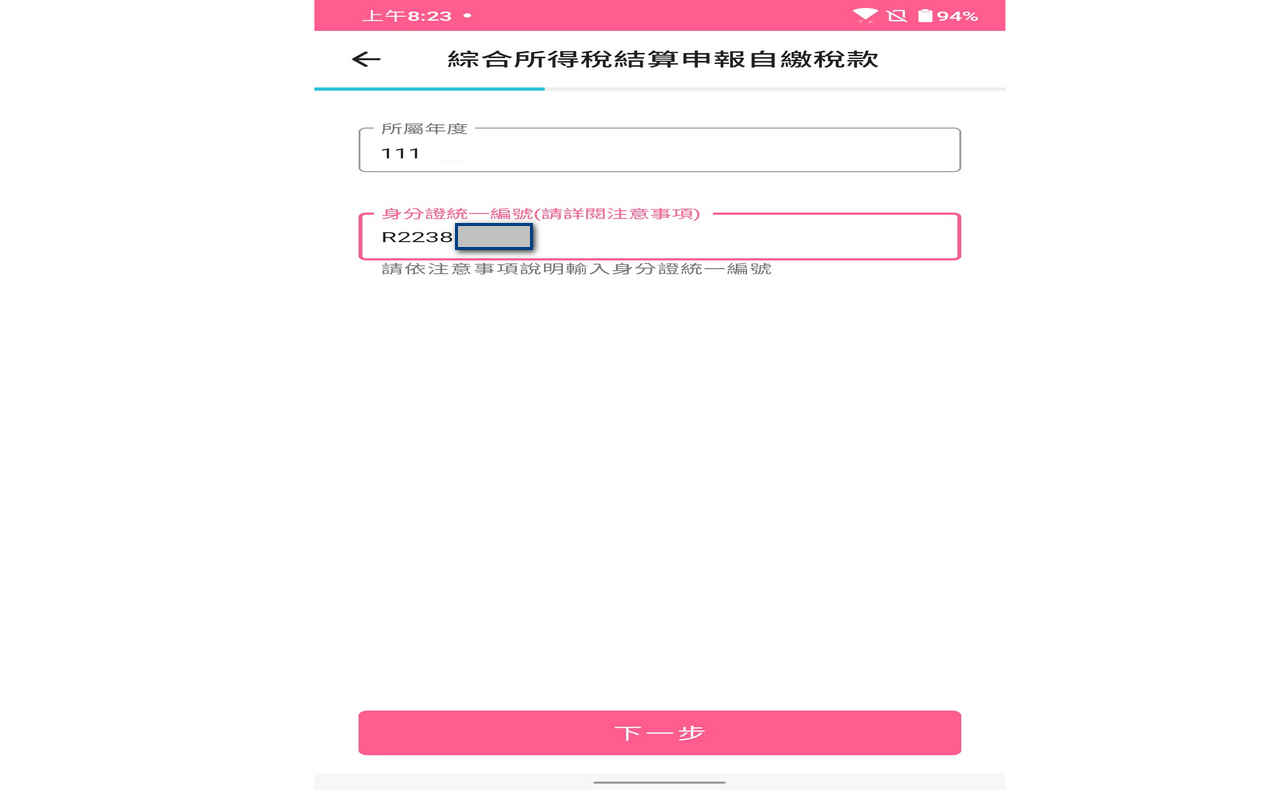 上午8:23 •
94%
綜合所得稅結算申報自繳稅款
所屬年度
111
身分證統一編號(請詳閱注意事項)
R2238
請依注意事項說明輸入身分證統一編號
下一步